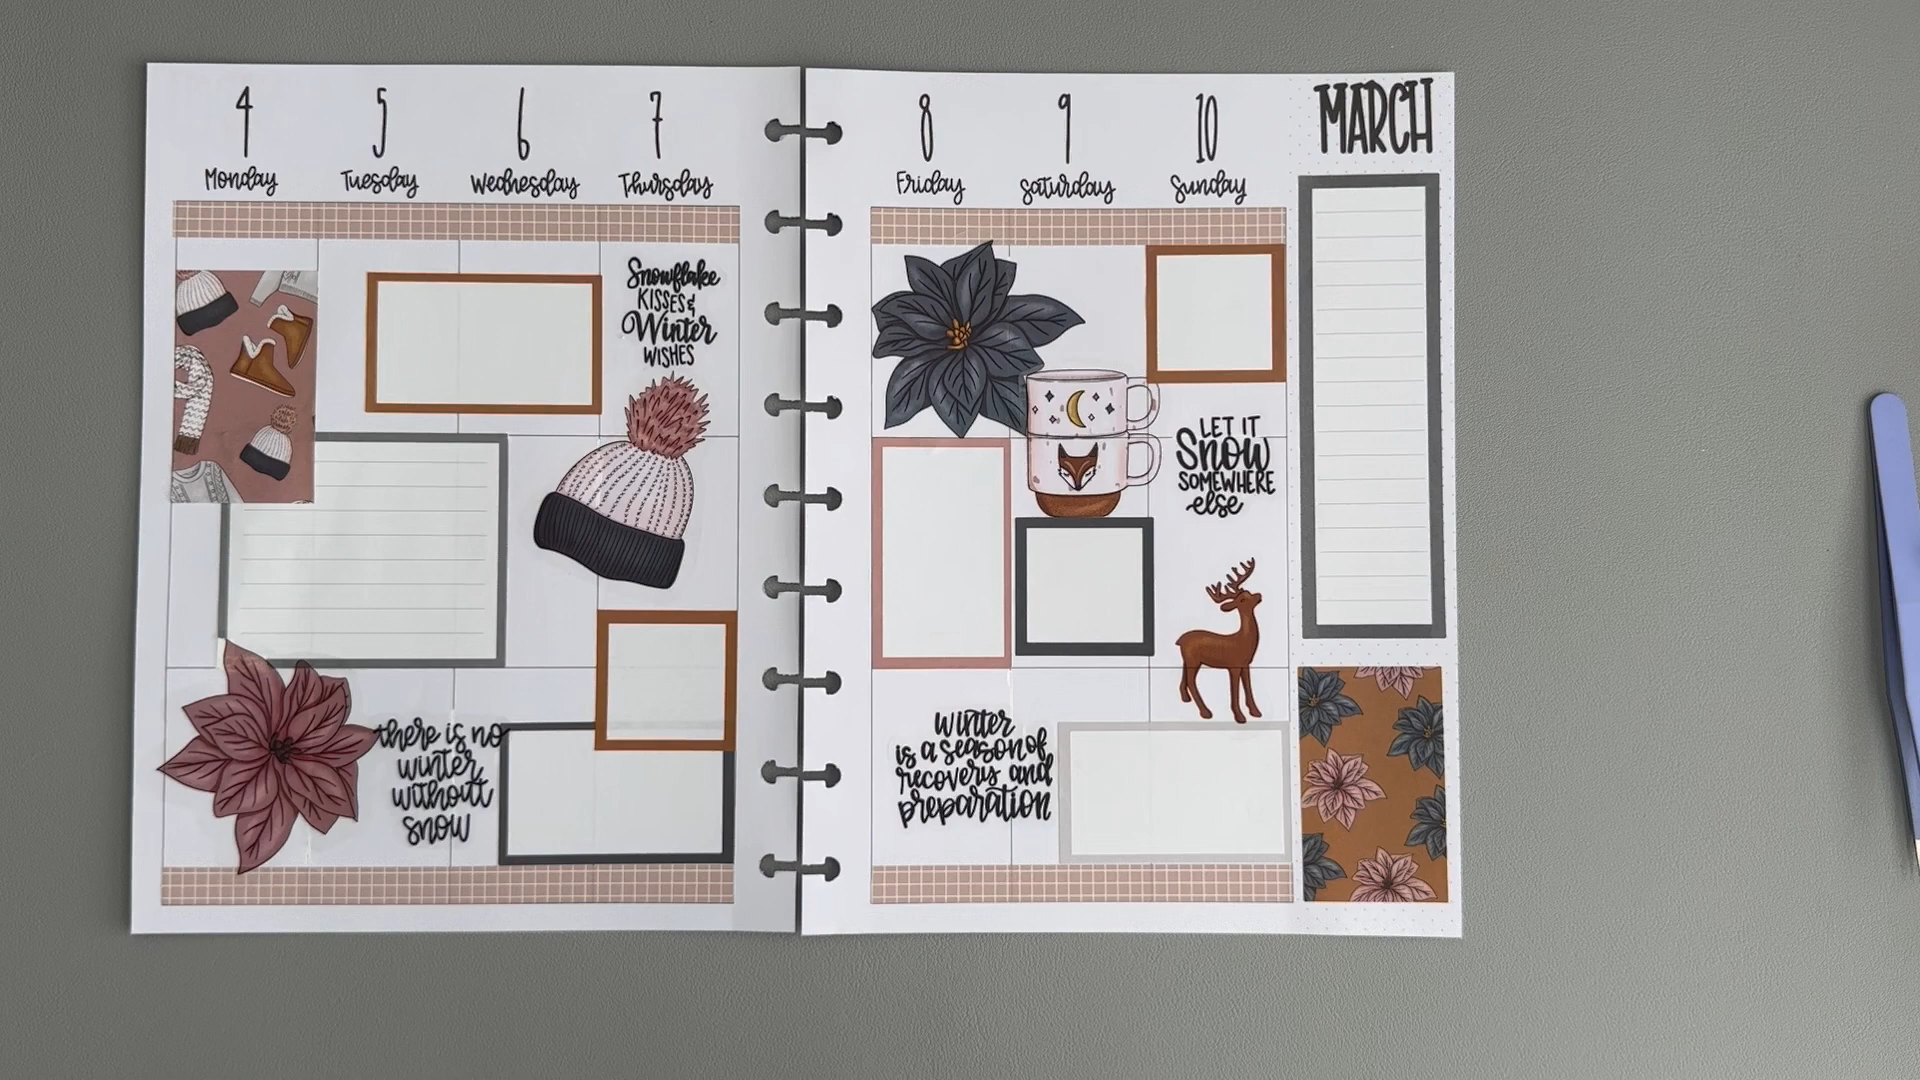 4
5
6
7
Monday
Tuesday
Wednesday
Thursday
Snowflake
KISSES &
Winter
WISHES
there is no
winter
without
snow
8
9
10
MARCH
Friday
Saturday
Sunday
LET IT
Snow
SOMEWHERE
else
winter
is a season of
recovery and
preparation